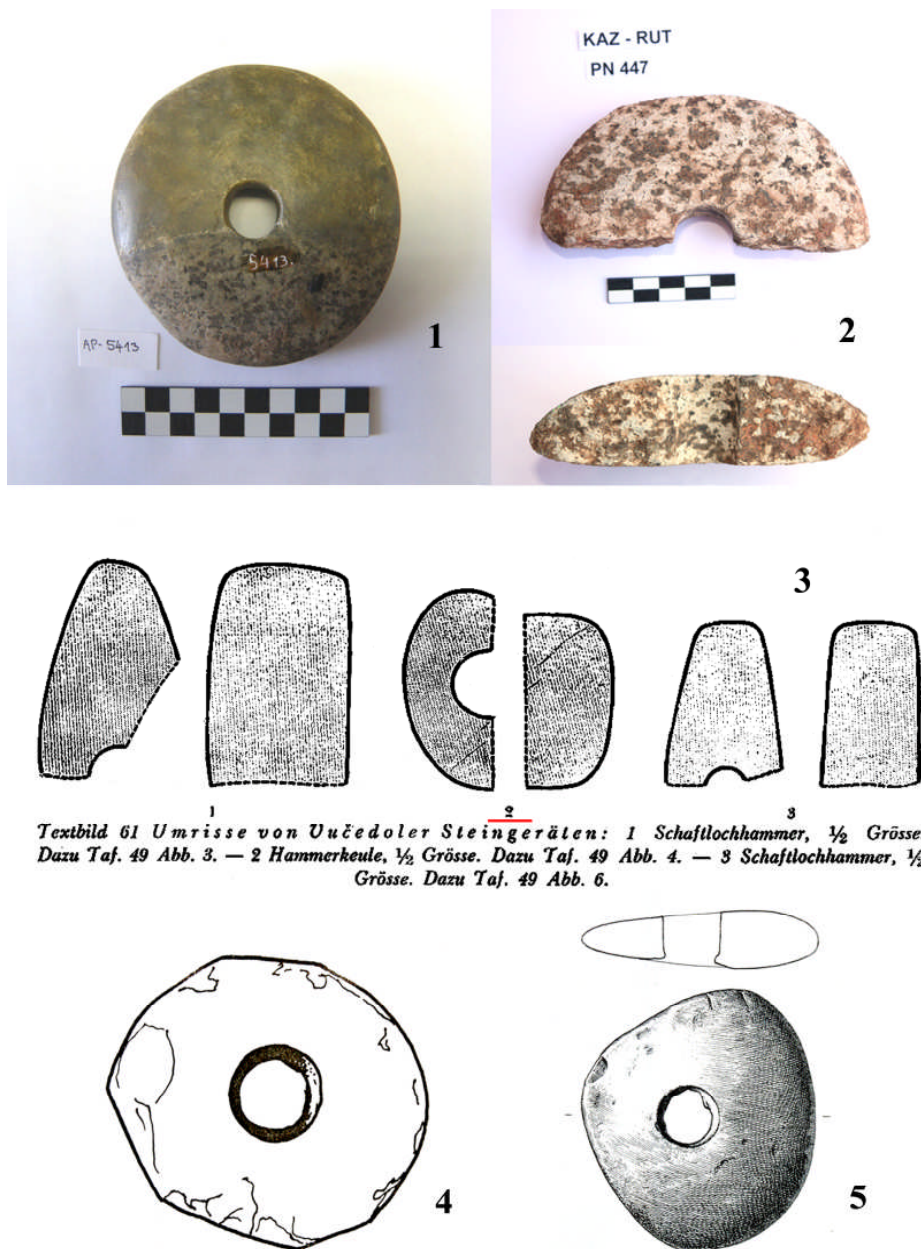 KAZ - RUT
PN 447
5413.
AP- 5413
1
2
3
1
2
3
Textbild 61 Umrisse von Vučedoler Steingeräten: 1 Schaftlochhammer, ½ Grösse
Dazu Taf. 49 Abb. 3. — 2 Hammerkeule, ½ Grösse. Dazu Taf. 49 Abb. 4. — 3 Schaftlochhammer, ½
Grösse. Dazu Taf. 49 Abb. 6.
4
5